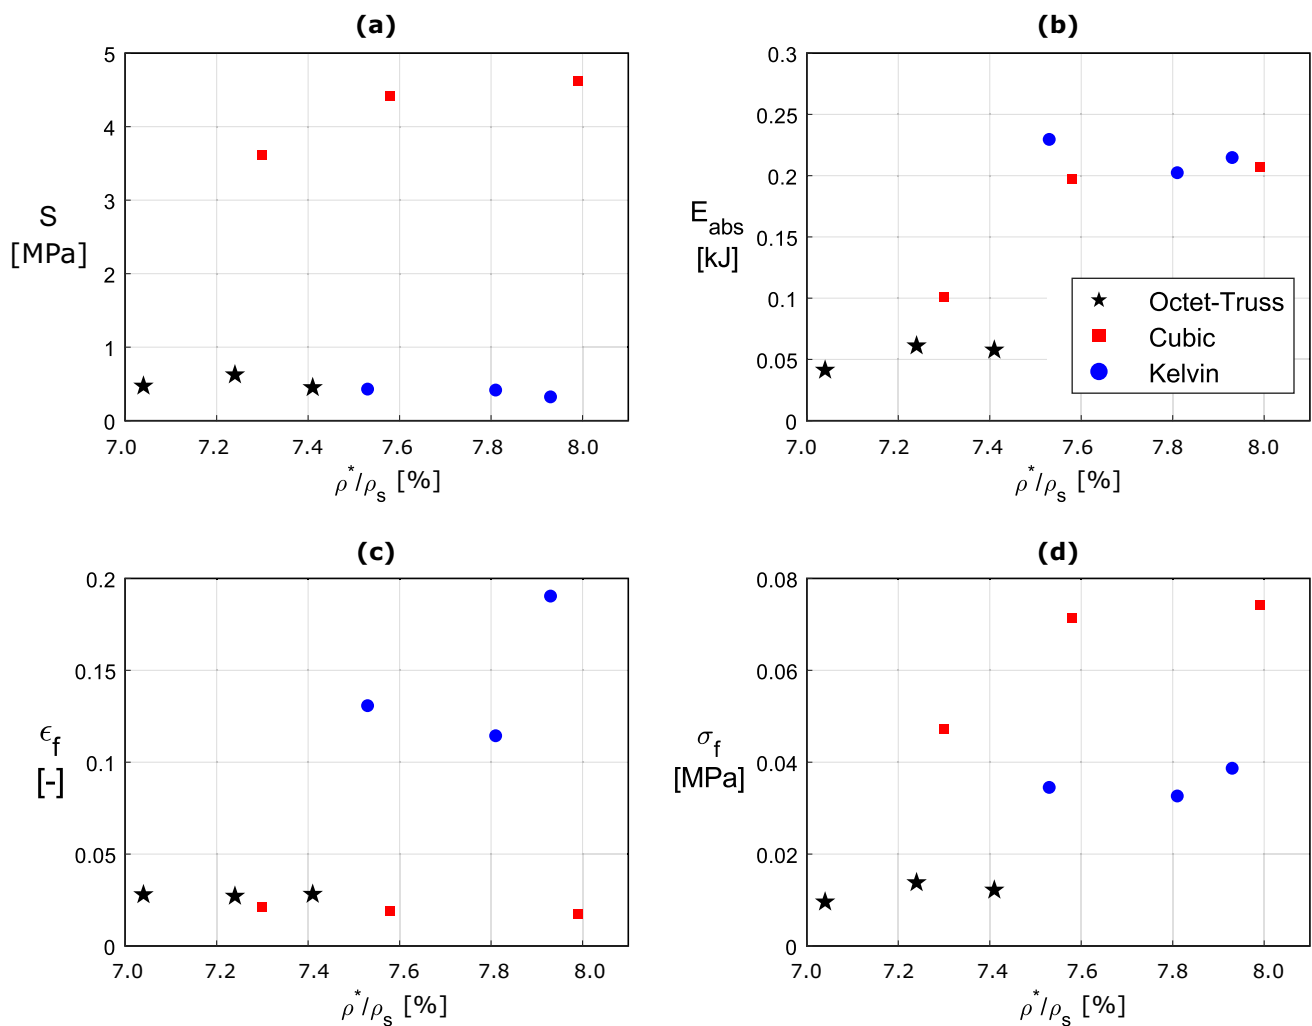 (a)
5
4
3
2
1
0
S
[MPa]
7.0 7.2 7.4 7.6 7.8 8.0
ρ*/ρs [%]
(b)
0.3
0.25
0.2
0.15
0.1
0.05
0
Eabs
[kJ]
Octet-Truss
Cubic
Kelvin
7.0 7.2 7.4 7.6 7.8 8.0
ρ*/ρs [%]
(c)
0.2
0.15
0.1
0.05
0
ϵf
[-]
7.0 7.2 7.4 7.6 7.8 8.0
ρ*/ρs [%]
(d)
0.08
0.06
0.04
0.02
0
σf
[MPa]
7.0 7.2 7.4 7.6 7.8 8.0
ρ*/ρs [%]